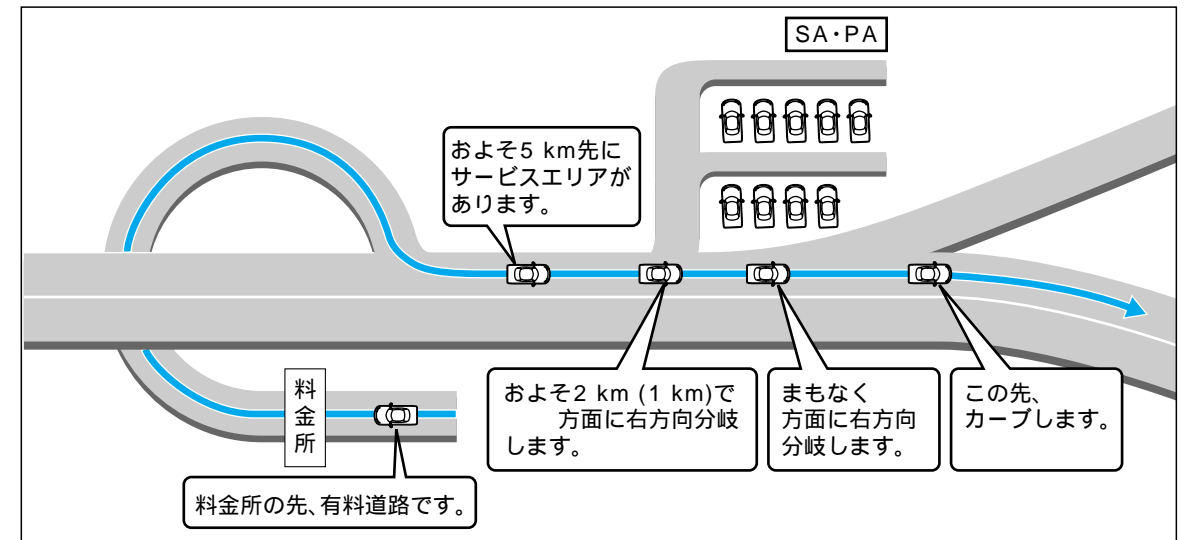 SA・PA
およそ5 km先に
サービスエリアが
あります。
およそ2 km (1 km)で
方面に右方向分岐
します。
まもなく
方面に右方向
分岐します。
この先、
カーブします。
料
金
所
料金所の先、有料道路です。